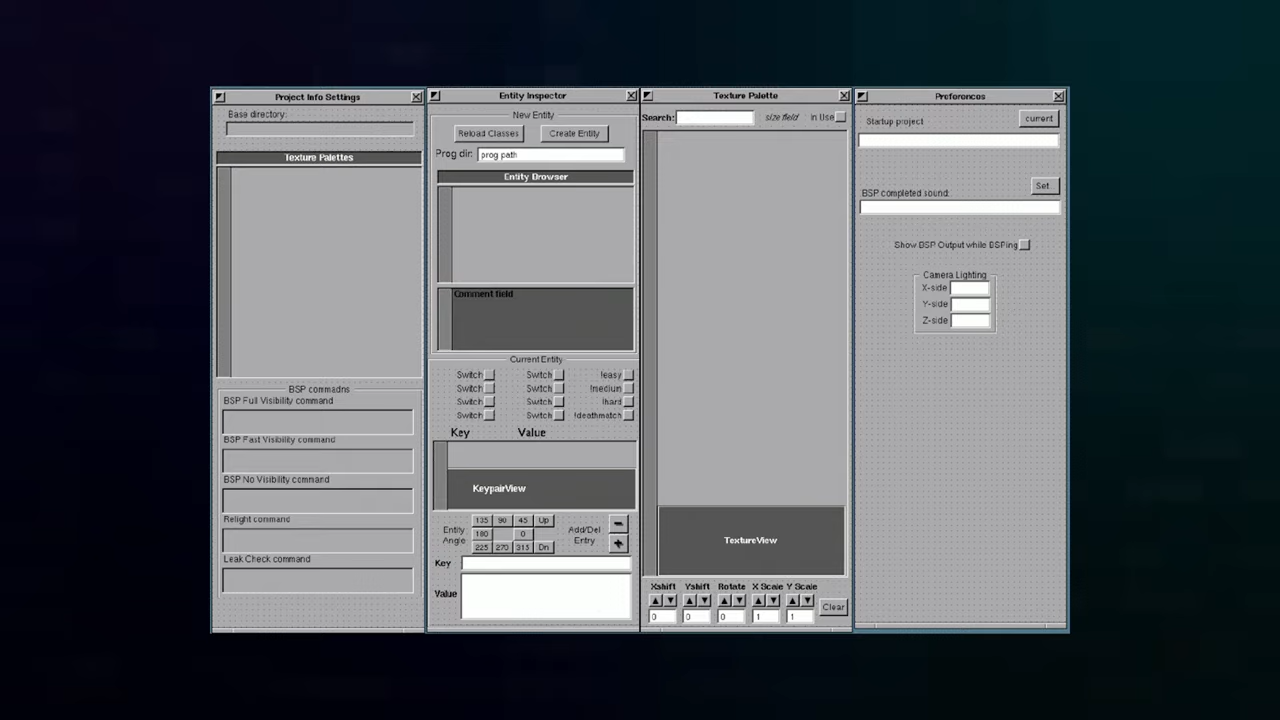 Project Info Settings
Base directory:
Texture Palettes
BSP commadns
BSP Full Visibility command
BSP Fast Visibility command
BSP No Visibility command
Relight command
Leak Check command
Entity Inspector
New Entity
Reload Classes Create Entity
Prog dir: prog path
Entity Browser
Comment field
Current Entity
Switch Switch !easy
Switch Switch !medium
Switch Switch !hard
Switch Switch !deathmatch
Key Value
KeypairView
Entity Angle
135 90 45 Up
180 0
225 270 315 Dn
Add/Del Entry
Key
Value
Texture Palette
Search: size field In Use
TextureView
Xshift Yshift Rotate X Scale Y Scale
Clear
0 0 0 1 1
Preferences
Startup project current
Set...
BSP completed sound:
Show BSP Output while BSPing
Camera Lighting
X-side
Y-side
Z-side